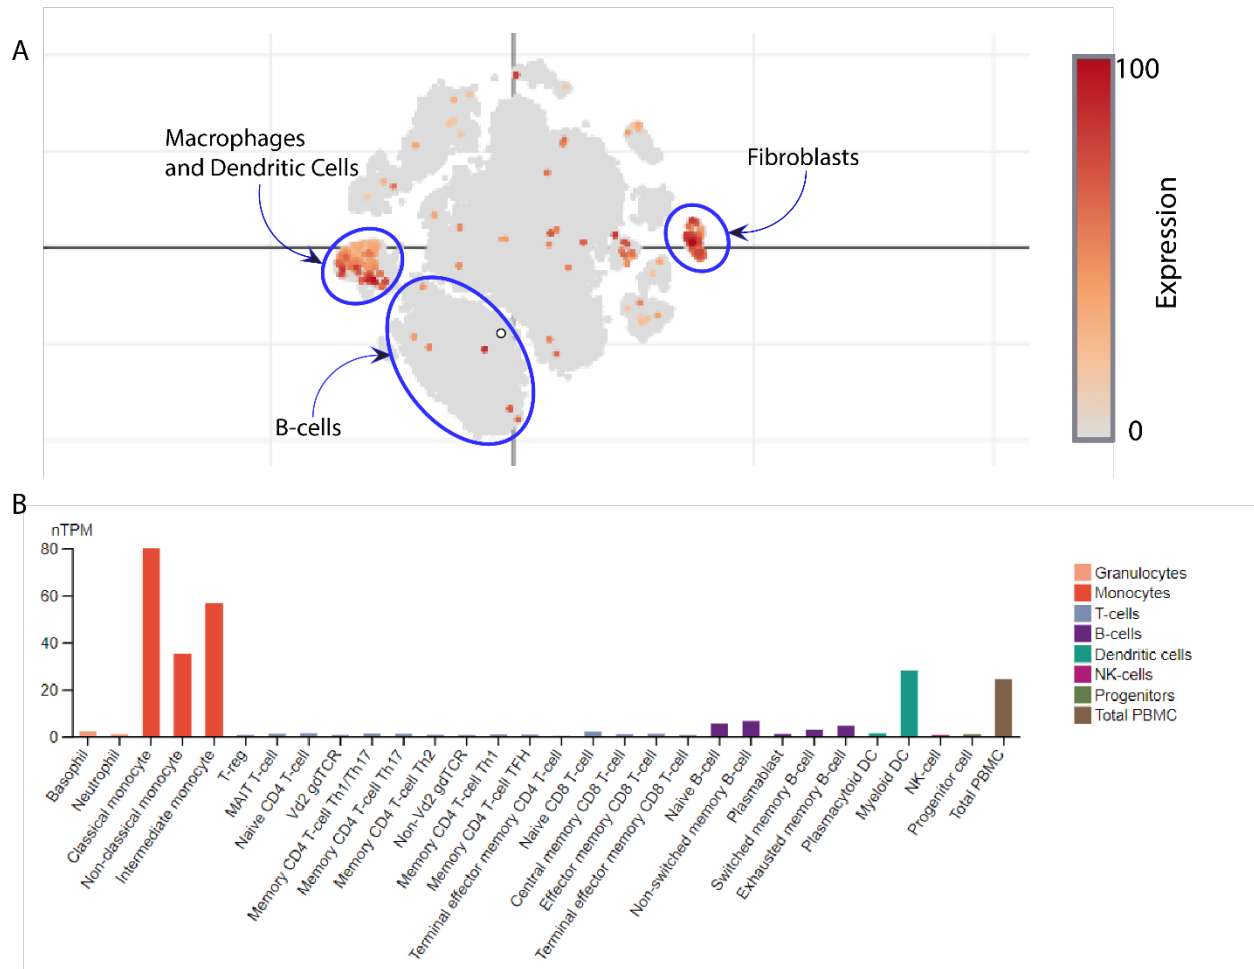 A
100
Macrophages
and Dendritic Cells
Fibroblasts
Expression
B-cells
0
B
nTPM
80
60
40
20
0
Granulocytes
Monocytes
T-cells
B-cells
Dendritic cells
NK-cells
Progenitors
Total PBMC
Basophil
Neutrophil
Classical monocyte
Non-classical monocyte
Intermediate monocyte
T-reg
MAIT T-cell
Naive CD4 T-cell
Vd2 gdTCR
Memory CD4 T-cell Th1/Th17
Memory CD4 T-cell Th17
Memory CD4 T-cell Th2
Non-Vd2 gdTCR
Memory CD4 T-cell Th1
Memory CD4 T-cell TFH
Terminal effector memory CD4 T-cell
Naive CD8 T-cell
Central memory CD8 T-cell
Effector memory CD8 T-cell
Terminal effector memory CD8 T-cell
Naive B-cell
Non-switched memory B-cell
Plasmablast
Switched memory B-cell
Exhausted memory B-cell
Plasmacytoid DC
Myeloid DC
NK-cell
Progenitor cell
Total PBMC